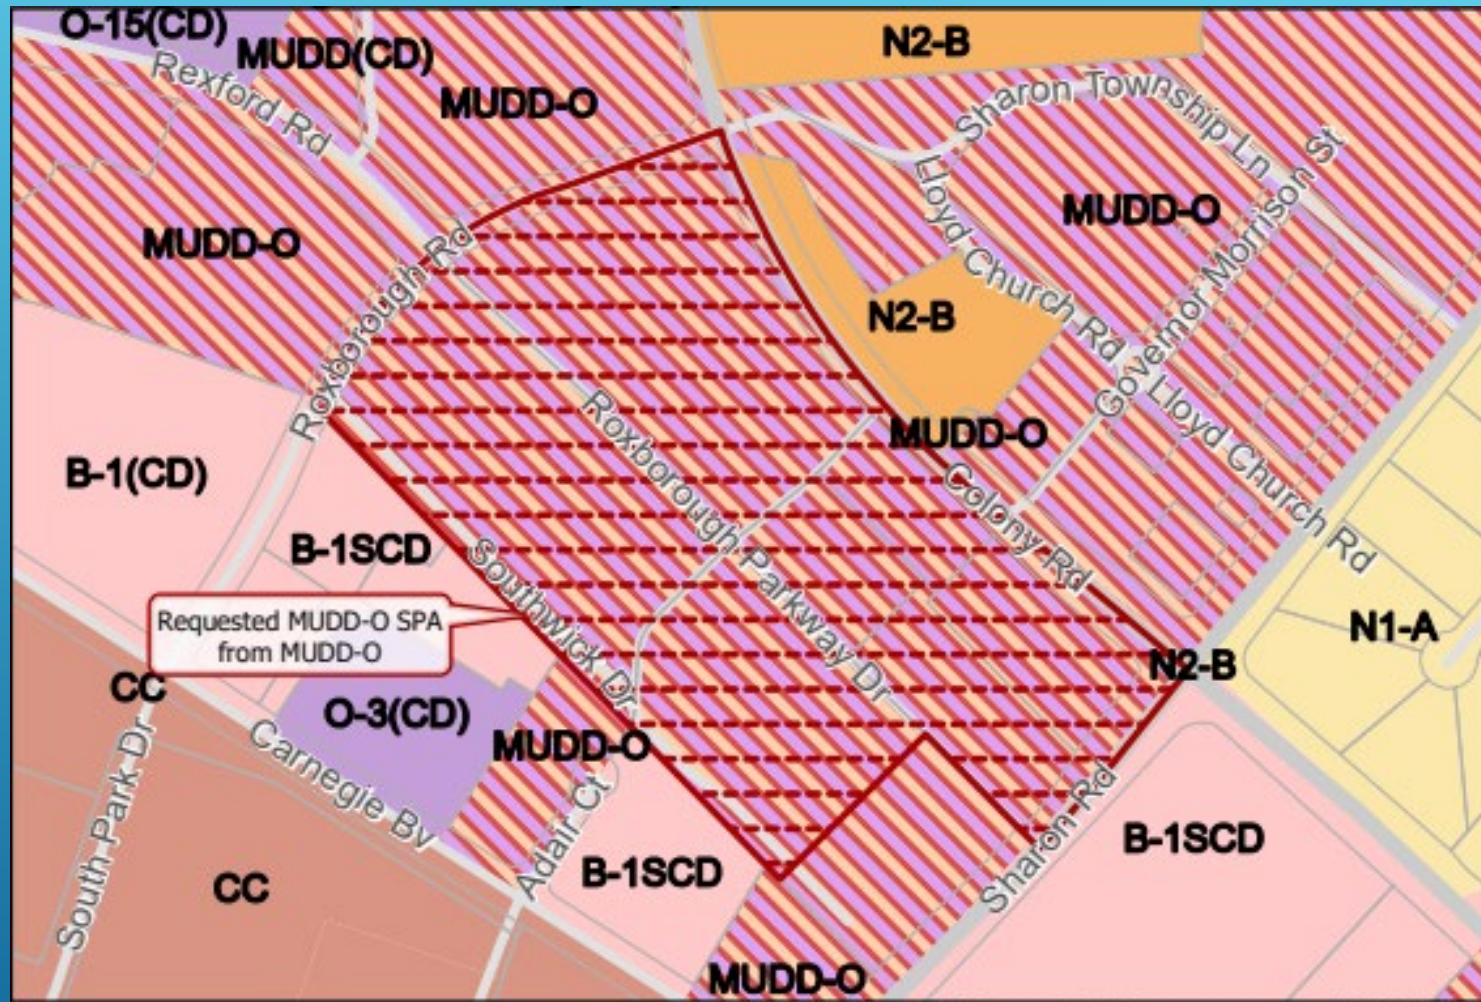 O-15(CD)
MUDD(CD)
N2-B
Rexford Rd
MUDD-O
Sharon Township Ln
Governor Morrison St
Lloyd Church Rd
MUDD-O
MUDD-O
Roxborough Rd
N2-B
Roxborough Parkway Dr
MUDD-O
Lloyd Church Rd
B-1(CD)
Colony Rd
B-1SCD
Southwick Dr
Requested MUDD-O SPA
from MUDD-O
N1-A
N2-B
CC
O-3(CD)
MUDD-O
South Park Dr
Carnegie Bv
Adair Ct
Sharon Rd
B-1SCD
B-1SCD
CC
MUDD-O